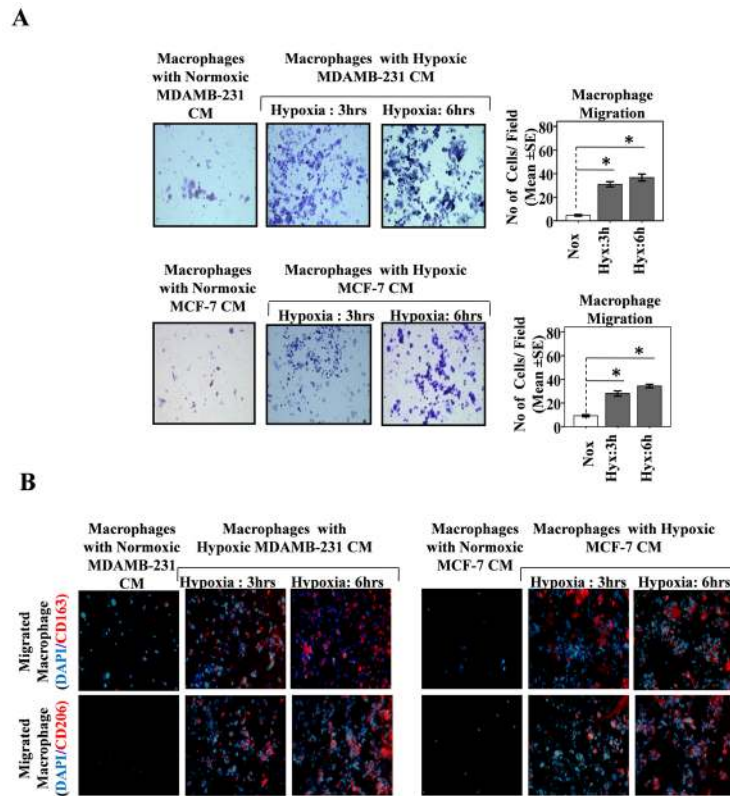 A
Macrophages
with Normoxic
MDAMB-231
CM
Macrophages with Hypoxic
MDAMB-231 CM
Hypoxia : 3hrs
Hypoxia: 6hrs
Macrophage
Migration
No of Cells/ Field
(Mean ±SE)
80
60
40
20
0
*
*
Nox
Hyx:3h
Hyx:6h
Macrophages
with Normoxic
MCF-7 CM
Macrophages with Hypoxic
MCF-7 CM
Hypoxia : 3hrs
Hypoxia: 6hrs
Macrophage
Migration
No of Cells/ Field
(Mean ±SE)
80
60
40
20
0
*
*
Nox
Hyx:3h
Hyx:6h
B
Macrophages
with Normoxic
MDAMB-231
CM
Macrophages with
Hypoxic MDAMB-231 CM
Hypoxia : 3hrs
Hypoxia: 6hrs
Macrophages
with Normoxic
MCF-7 CM
Macrophages with Hypoxic
MCF-7 CM
Hypoxia : 3hrs
Hypoxia: 6hrs
Migrated
Macrophage
(DAPI/CD163)
Migrated
Macrophage
(DAPI/CD206)